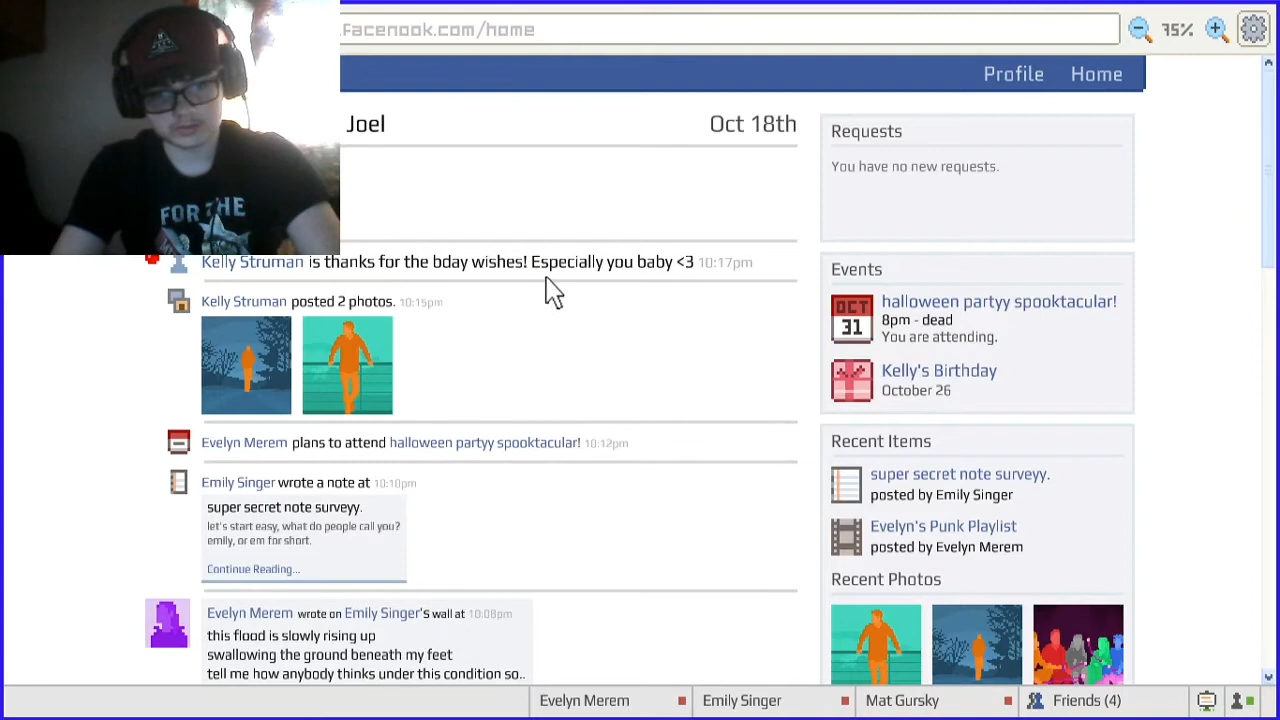 .facenook.com/home
75%
Profile Home
Joel Oct 18th
FOR THE
Kelly Struman is thanks for the bday wishes! Especially you baby <3 10:17pm
Kelly Struman posted 2 photos. 10:15pm
Evelyn Merem plans to attend halloween partyy spooktacular! 10:12pm
Emily Singer wrote a note at 10:10pm
super secret note surveyy.
let's start easy, what do people call you?
emily, or em for short.
Continue Reading...
Evelyn Merem wrote on Emily Singer's wall at 10:08pm
this flood is slowly rising up
swallowing the ground beneath my feet
tell me how anybody thinks under this condition so..
Requests
You have no new requests.
Events
OCT
31
halloween partyy spooktacular!
8pm - dead
You are attending.
Kelly's Birthday
October 26
Recent Items
super secret note surveyy.
posted by Emily Singer
Evelyn's Punk Playlist
posted by Evelyn Merem
Recent Photos
Evelyn Merem Emily Singer Mat Gursky Friends (4)